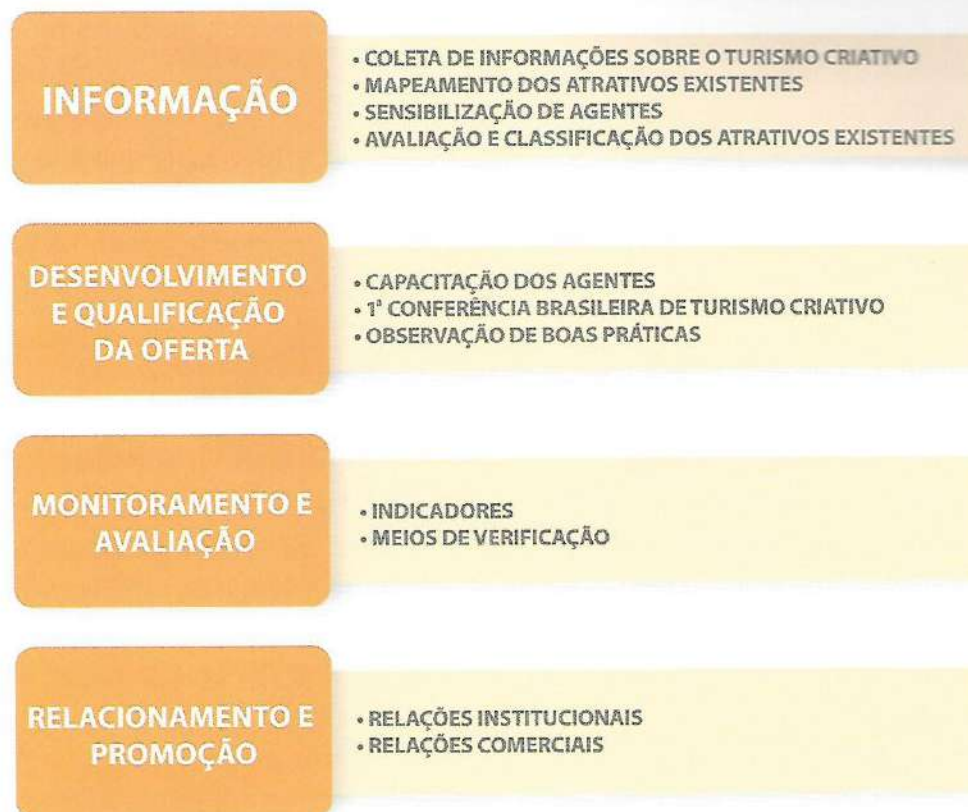 INFORMAÇÃO
• COLETA DE INFORMAÇÕES SOBRE O TURISMO CRIATIVO
• MAPEAMENTO DOS ATRATIVOS EXISTENTES
• SENSIBILIZAÇÃO DE AGENTES
• AVALIAÇÃO E CLASSIFICAÇÃO DOS ATRATIVOS EXISTENTES
DESENVOLVIMENTO
E QUALIFICAÇÃO
DA OFERTA
• CAPACITAÇÃO DOS AGENTES
• 1ª CONFERÊNCIA BRASILEIRA DE TURISMO CRIATIVO
• OBSERVAÇÃO DE BOAS PRÁTICAS
MONITORAMENTO E
AVALIAÇÃO
• INDICADORES
• MEIOS DE VERIFICAÇÃO
RELACIONAMENTO E
PROMOÇÃO
• RELAÇÕES INSTITUCIONAIS
• RELAÇÕES COMERCIAIS